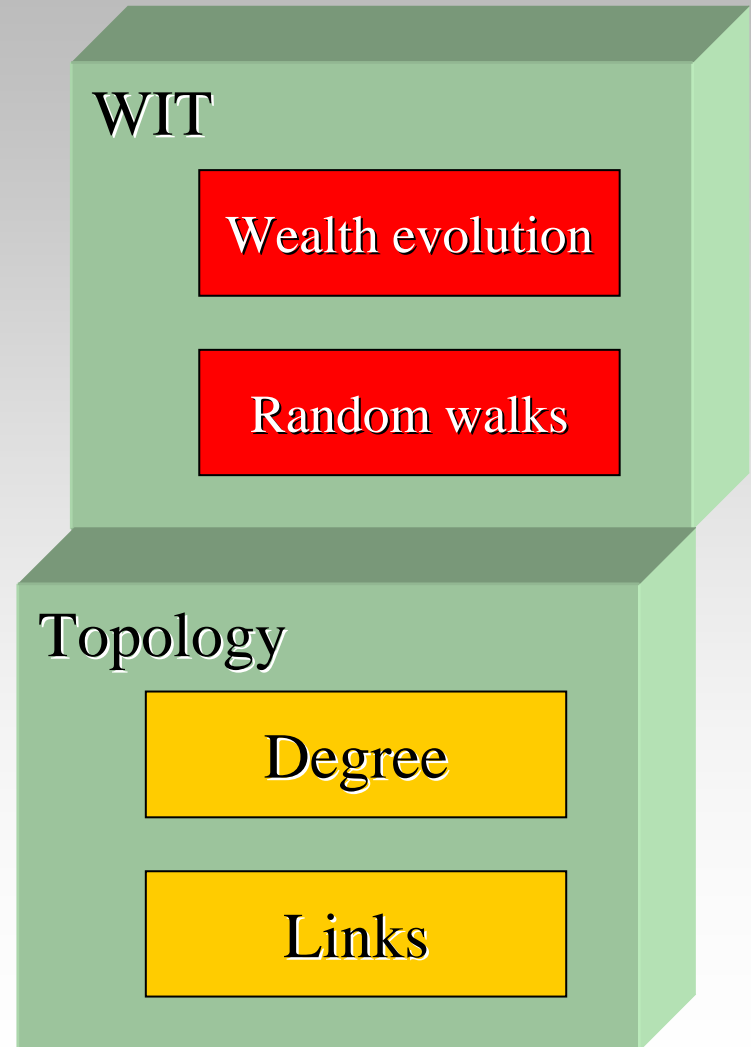 WIT
Wealth evolution
Random walks
Topology
Degree
Links